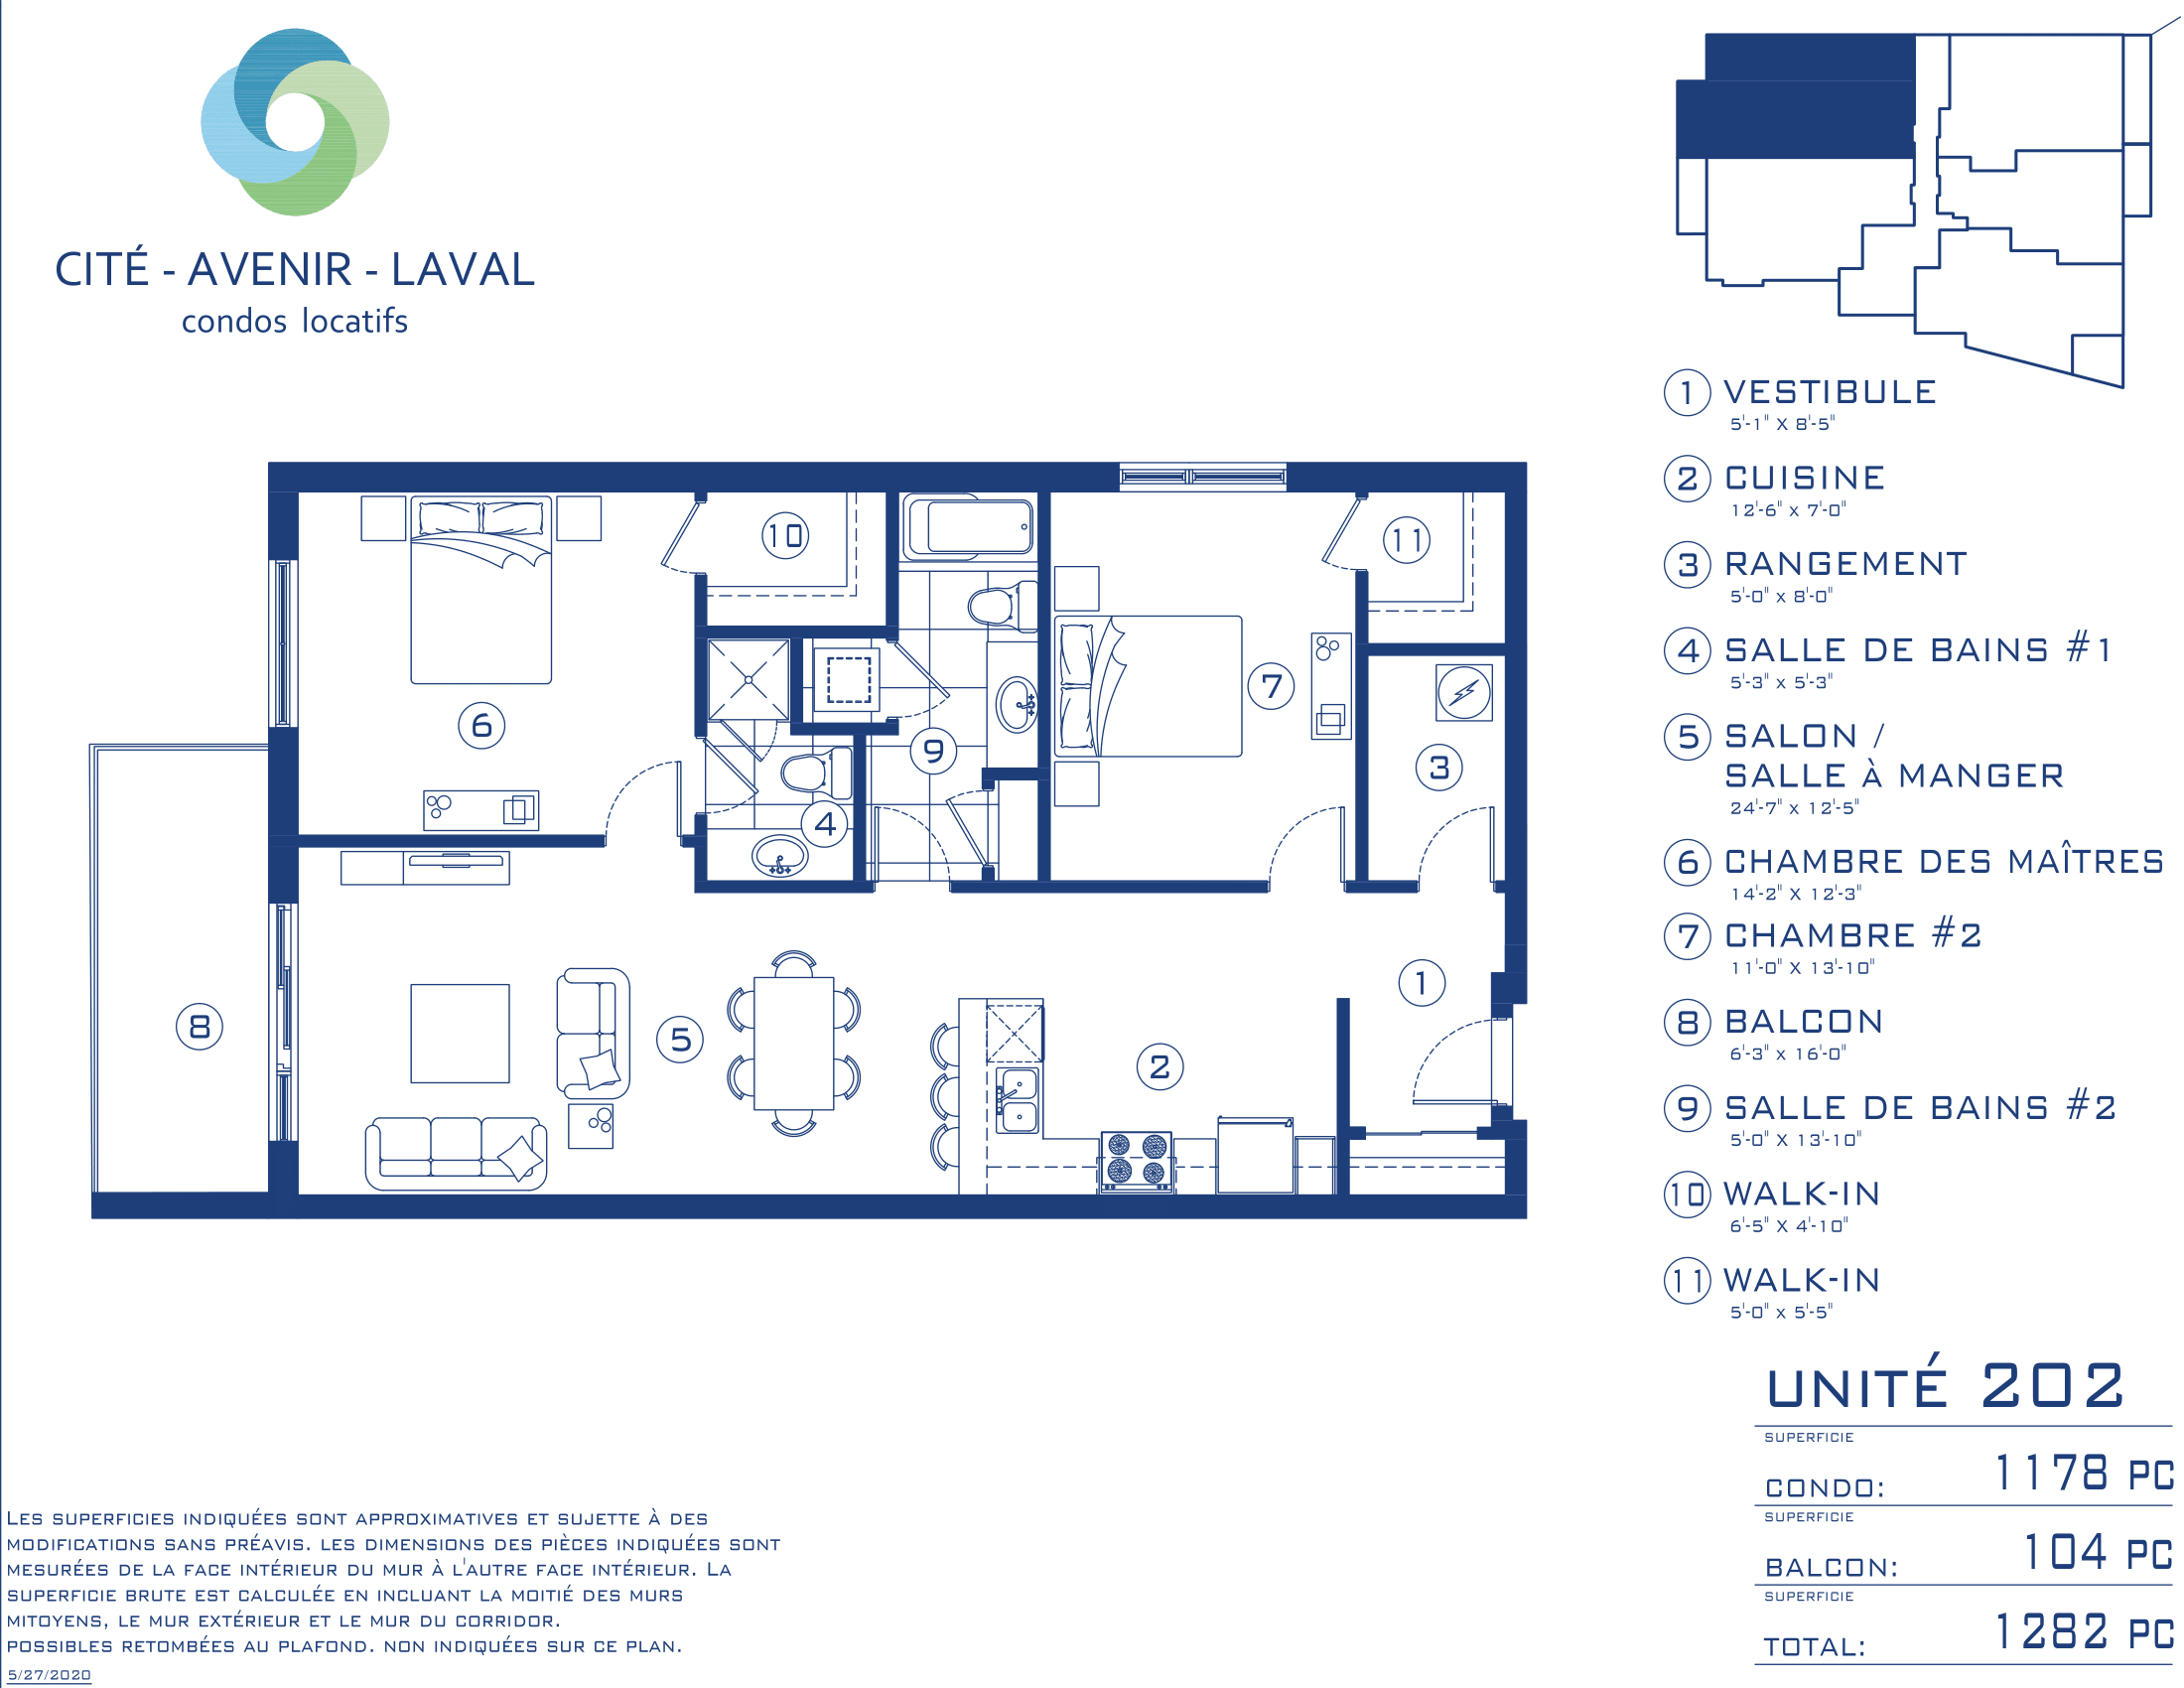 CITÉ - AVENIR - LAVAL
condos locatifs
1 VESTIBULE
5'-1" X 8'-5"
2 CUISINE
12'-6" x 7'-0"
3 RANGEMENT
5'-0" x 8'-0"
4 SALLE DE BAINS #1
5'-3" x 5'-3"
5 SALON /
SALLE À MANGER
24'-7" x 12'-5"
6 CHAMBRE DES MAÎTRES
14'-2" X 12'-3"
7 CHAMBRE #2
11'-0" X 13'-10"
8 BALCON
6'-3" x 16'-0"
9 SALLE DE BAINS #2
5'-0" X 13'-10"
10 WALK-IN
6'-5" X 4'-10"
11 WALK-IN
5'-0" x 5'-5"
10
11
6
7
9
3
4
1
8
5
2
UNITÉ 202
SUPERFICIE
CONDO: 1178 PC
SUPERFICIE
BALCON: 104 PC
SUPERFICIE
TOTAL: 1282 PC
LES SUPERFICIES INDIQUÉES SONT APPROXIMATIVES ET SUJETTE À DES
MODIFICATIONS SANS PRÉAVIS. LES DIMENSIONS DES PIÈCES INDIQUÉES SONT
MESURÉES DE LA FACE INTÉRIEUR DU MUR À L'AUTRE FACE INTÉRIEUR. LA
SUPERFICIE BRUTE EST CALCULÉE EN INCLUANT LA MOITIÉ DES MURS
MITOYENS, LE MUR EXTÉRIEUR ET LE MUR DU CORRIDOR.
POSSIBLES RETOMBÉES AU PLAFOND. NON INDIQUÉES SUR CE PLAN.
5/27/2020